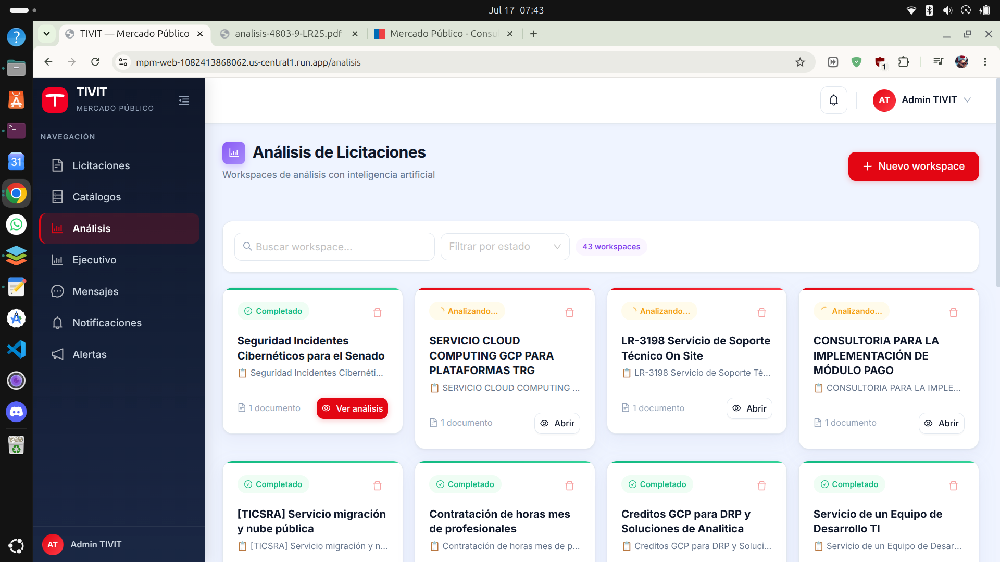 Jul 17 07:43
TIVIT — Mercado Público
analisis-4803-9-LR25.pdf
Mercado Público - Consu
mpm-web-1082413868062.us-central1.run.app/analisis
1
31
TIVIT
MERCADO PÚBLICO
AT
Admin TIVIT
NAVEGACIÓN
Licitaciones
Catálogos
Análisis
Ejecutivo
Mensajes
Notificaciones
Alertas
AT
Admin TIVIT
Análisis de Licitaciones
Workspaces de análisis con inteligencia artificial
Nuevo workspace
Buscar workspace...
Filtrar por estado
43 workspaces
Completado
Seguridad Incidentes
Cibernéticos para el Senado
Seguridad Incidentes Cibernéti...
1 documento
Ver análisis
Analizando...
SERVICIO CLOUD
COMPUTING GCP PARA
PLATAFORMAS TRG
SERVICIO CLOUD COMPUTING ...
1 documento
Abrir
Analizando...
LR-3198 Servicio de Soporte
Técnico On Site
LR-3198 Servicio de Soporte Té...
1 documento
Abrir
Analizando...
CONSULTORIA PARA LA
IMPLEMENTACIÓN DE
MÓDULO PAGO
CONSULTORIA PARA LA IMPLE...
1 documento
Abrir
Completado
[TICSRA] Servicio migración
y nube pública
[TICSRA] Servicio migración y n...
Completado
Contratación de horas mes
de profesionales
Contratación de horas mes de p...
Completado
Creditos GCP para DRP y
Soluciones de Analitica
Creditos GCP para DRP y Soluci...
Completado
Servicio de un Equipo de
Desarrollo TI
Servicio de un Equipo de Desar...